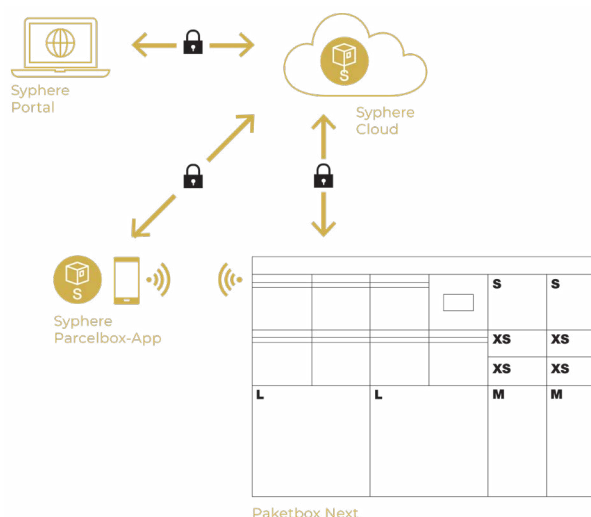 S
Syphere
Portal
Syphere
Cloud
S
Syphere
Parcelbox-App
S
S
XS
XS
XS
XS
L
L
M
M
Paketbox Next